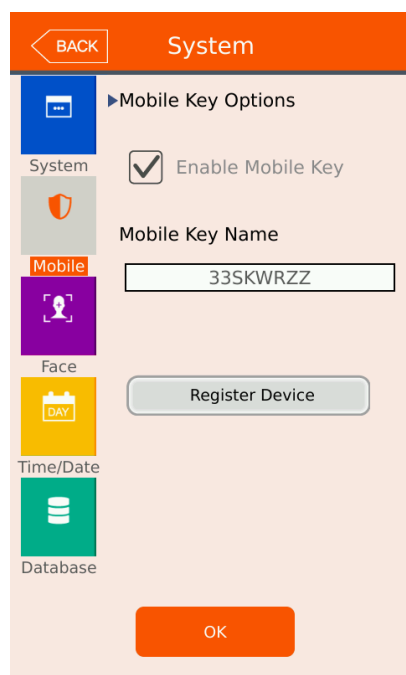 BACK
System
Mobile Key Options
System
Enable Mobile Key
Mobile Key Name
Mobile
33SKWRZZ
Face
Register Device
DAY
Time/Date
Database
OK